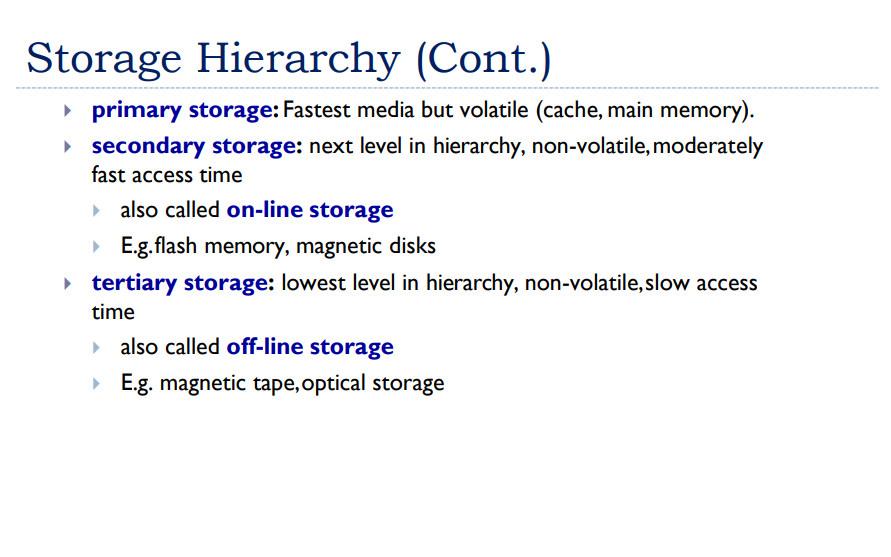 Storage Hierarchy (Cont.)
primary storage: Fastest media but volatile (cache, main memory).
secondary storage: next level in hierarchy, non-volatile, moderately
fast access time
also called on-line storage
E.g. flash memory, magnetic disks
tertiary storage: lowest level in hierarchy, non-volatile, slow access
time
also called off-line storage
E.g. magnetic tape, optical storage